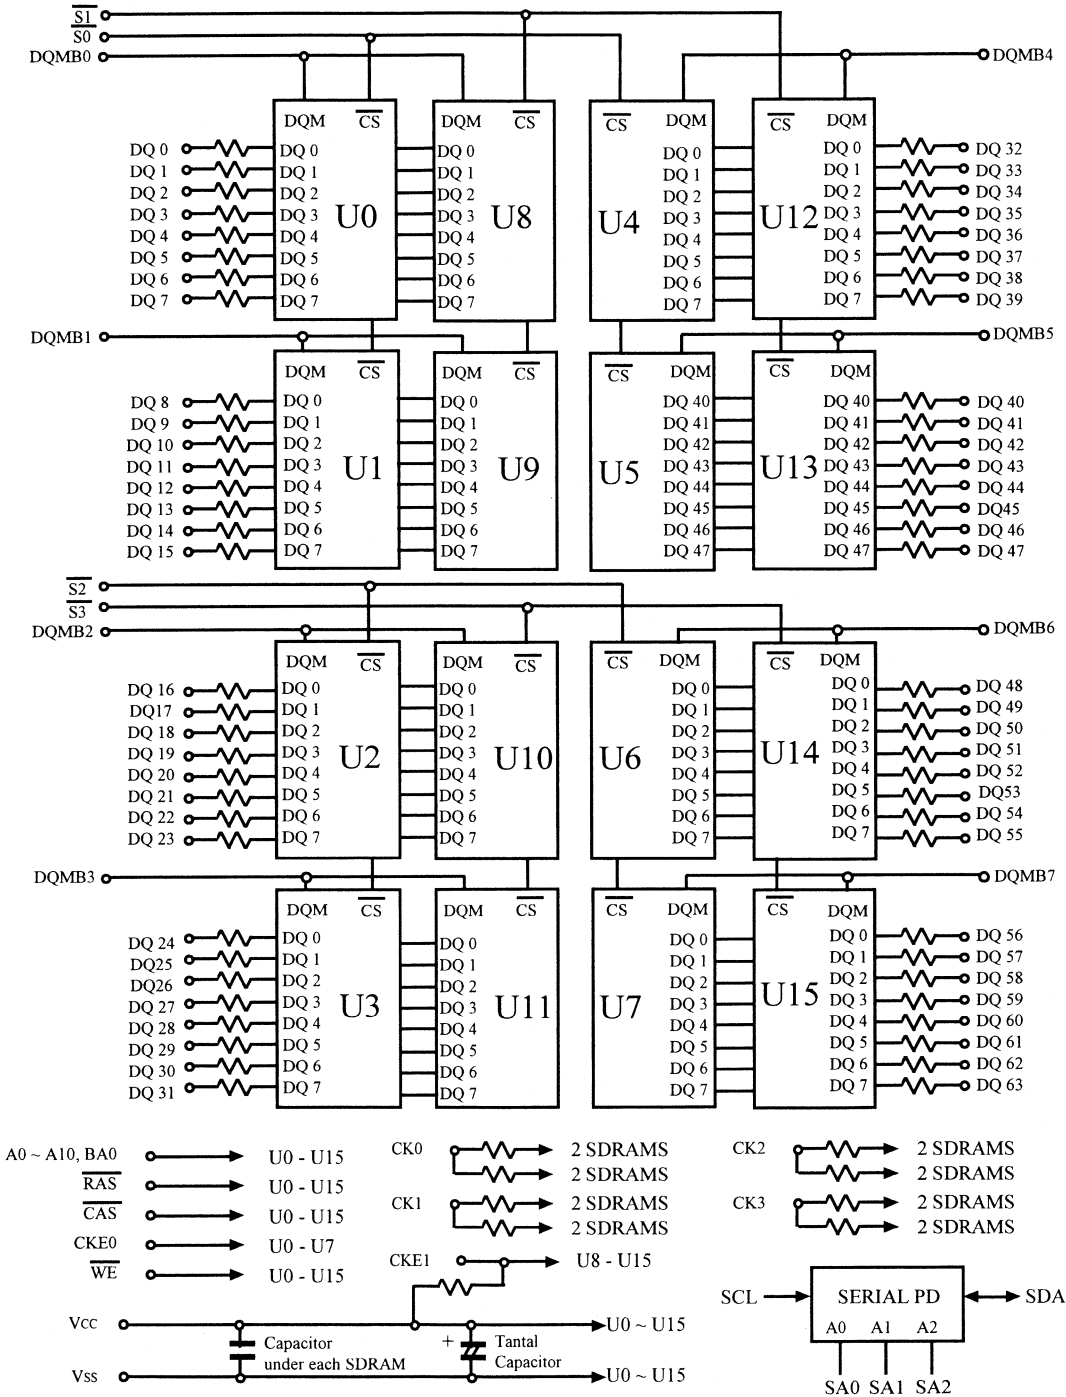 S1
S0
DQMB0
DQMB4
DQM CS CS CS DQM CS DQM
DQ 0 DQ 0 DQ 0 DQ 0 DQ 0 DQ 32
DQ 1 DQ 1 DQ 1 DQ 1 DQ 1 DQ 33
DQ 2 DQ 2 DQ 2 DQ 2 DQ 2 DQ 34
DQ 3 DQ 3 U0 DQ 3 U8 U4 DQ 3 U12 DQ 3 DQ 35
DQ 4 DQ 4 DQ 4 DQ 4 DQ 4 DQ 36
DQ 5 DQ 5 DQ 5 DQ 5 DQ 5 DQ 37
DQ 6 DQ 6 DQ 6 DQ 6 DQ 6 DQ 38
DQ 7 DQ 7 DQ 7 DQ 7 DQ 7 DQ 39
DQMB1
DQMB5
DQM CS DQM CS CS DQM CS DQM
DQ 8 DQ 0 DQ 0 DQ 40 DQ 40 DQ 40
DQ 9 DQ 1 DQ 1 DQ 41 DQ 41 DQ 41
DQ 10 DQ 2 DQ 2 DQ 42 DQ 42 DQ 42
DQ 11 DQ 3 U1 DQ 3 U9 U5 DQ 43 U13 DQ 43 DQ 43
DQ 12 DQ 4 DQ 4 DQ 44 DQ 44 DQ 44
DQ 13 DQ 5 DQ 5 DQ 45 DQ 45 DQ45
DQ 14 DQ 6 DQ 6 DQ 46 DQ 46 DQ 46
DQ 15 DQ 7 DQ 7 DQ 47 DQ 47 DQ 47
S2
S3
DQMB2
DQMB6
DQM CS DQM CS CS DQM CS DQM
DQ 16 DQ 0 DQ 0 DQ 0 DQ 0 DQ 48
DQ17 DQ 1 DQ 1 DQ 1 DQ 1 DQ 49
DQ 18 DQ 2 DQ 2 DQ 2 DQ 2 DQ 50
DQ 19 DQ 3 U2 DQ 3 U10 U6 DQ 3 U14 DQ 3 DQ 51
DQ 20 DQ 4 DQ 4 DQ 4 DQ 4 DQ 52
DQ 21 DQ 5 DQ 5 DQ 5 DQ 5 DQ53
DQ 22 DQ 6 DQ 6 DQ 6 DQ 6 DQ 54
DQ 23 DQ 7 DQ 7 DQ 7 DQ 7 DQ 55
DQMB3
DQMB7
DQM CS DQM CS CS DQM CS DQM
DQ 24 DQ 0 DQ 0 DQ 0 DQ 0 DQ 56
DQ25 DQ 1 DQ 1 DQ 1 DQ 1 DQ 57
DQ26 DQ 2 DQ 2 DQ 2 DQ 2 DQ 58
DQ 27 DQ 3 U3 DQ 3 U11 U7 DQ 3 U15 DQ 3 DQ 59
DQ 28 DQ 4 DQ 4 DQ 4 DQ 4 DQ 60
DQ 29 DQ 5 DQ 5 DQ 5 DQ 5 DQ 61
DQ 30 DQ 6 DQ 6 DQ 6 DQ 6 DQ 62
DQ 31 DQ 7 DQ 7 DQ 7 DQ 7 DQ 63
A0 ~ A10, BA0 U0 - U15
RAS U0 - U15
CAS U0 - U15
CKE0 U0 - U7
WE U0 - U15
CK0 2 SDRAMS
2 SDRAMS
CK1 2 SDRAMS
2 SDRAMS
CKE1 U8 - U15
CK2 2 SDRAMS
2 SDRAMS
CK3 2 SDRAMS
2 SDRAMS
Vcc U0 ~ U15
Capacitor
under each SDRAM
+ Tantal
Capacitor
Vss U0 ~ U15
SCL SERIAL PD SDA
A0 A1 A2
SA0 SA1 SA2